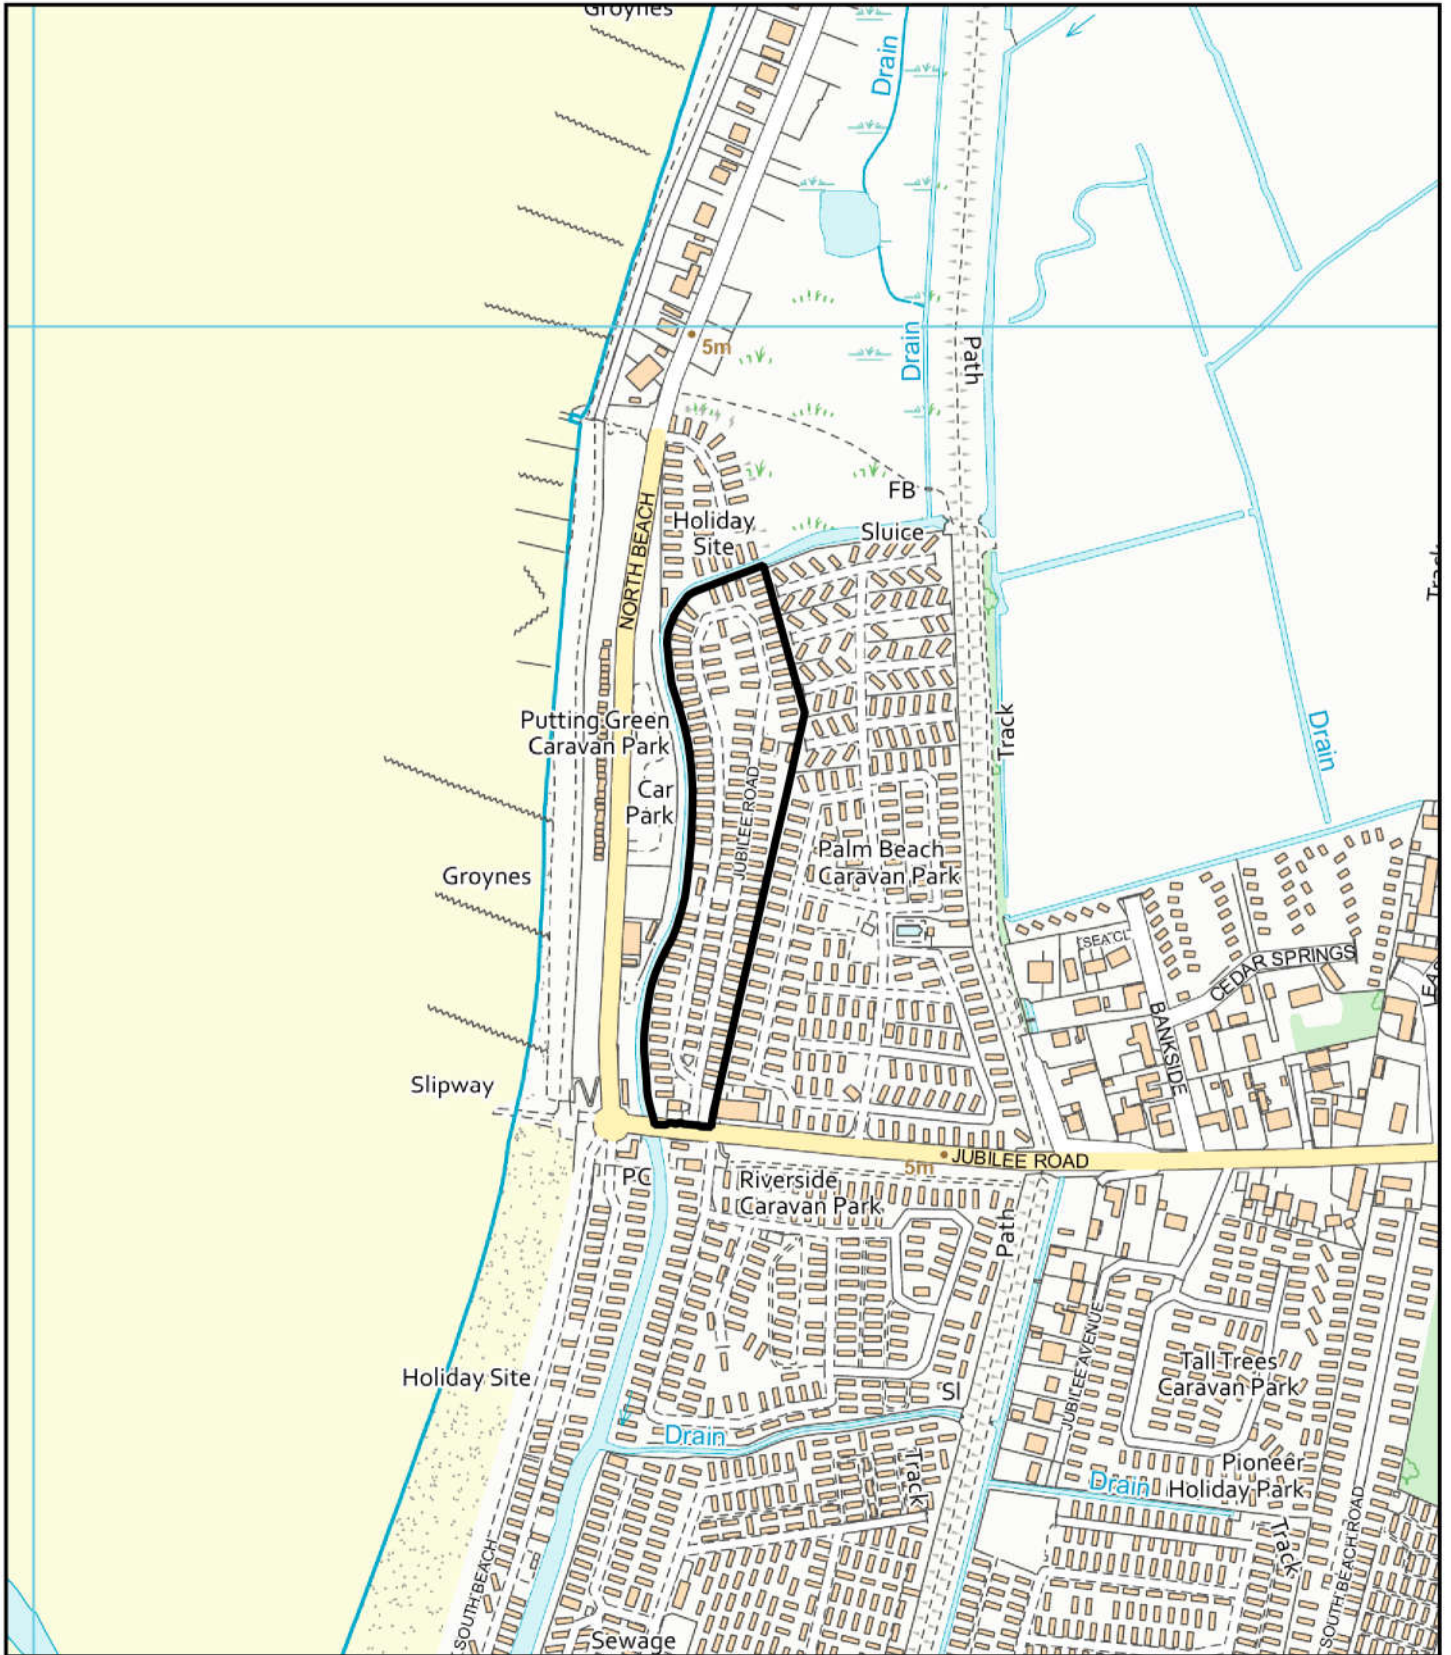 Groynes
Drain
5m
Drain
Path
FB
Sluice
NORTH BEACH
Holiday
Site
Putting Green
Caravan Park
Car
Park
JUBILEE ROAD
Track
Drain
Palm Beach
Caravan Park
Groynes
SEA CL
CEDAR SPRINGS
BANKSIDE
Slipway
JUBILEE ROAD
5m
PC
Riverside
Caravan Park
Path
JUBILEE AVENUE
Holiday Site
Tall Trees
Caravan Park
Sl
Drain
Track
Pioneer
Holiday Park
Drain
Track
SOUTH BEACH
SOUTH BEACH ROAD
Sewage